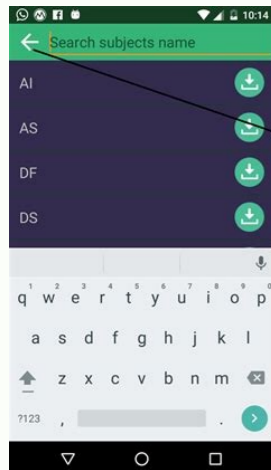 10:14
Search subjects name
AI
AS
DF
DS
1 2 3 4 5 6 7 8 9 0
q w e r t y u i o p
a s d f g h j k l
z x c v b n m
?123 , .